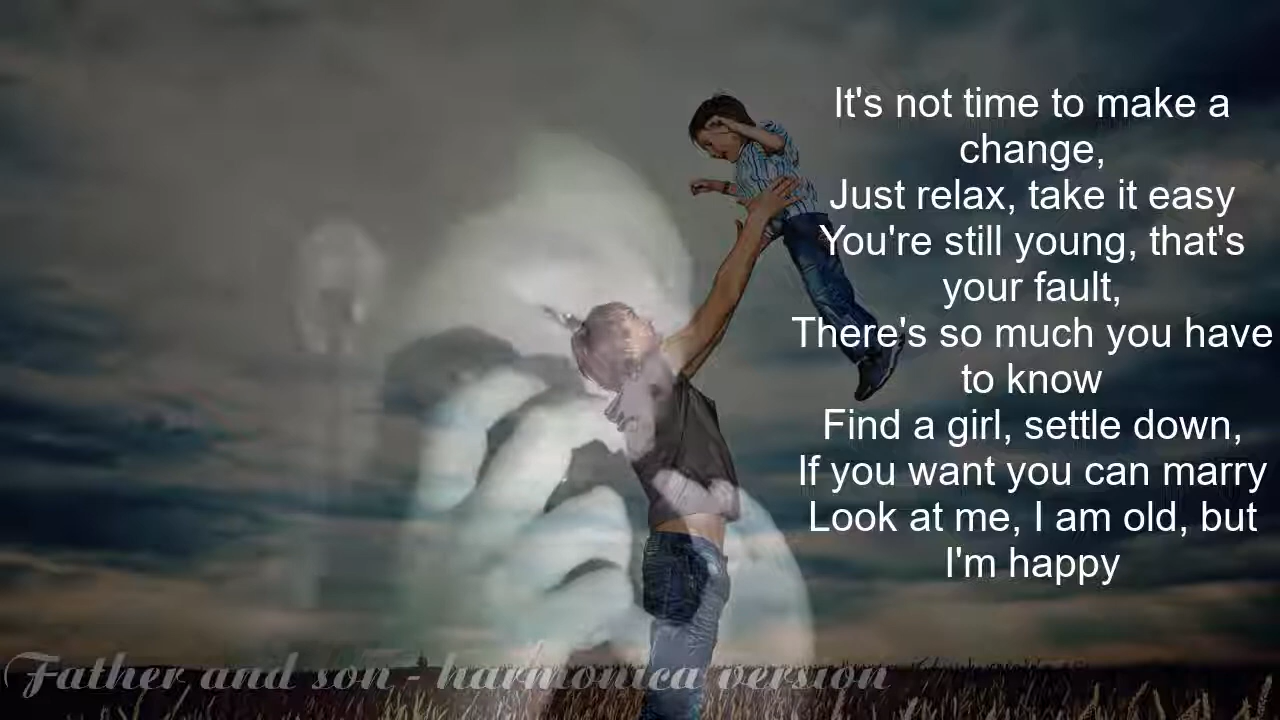 It's not time to make a
change,
Just relax, take it easy
You're still young, that's
your fault,
There's so much you have
to know
Find a girl, settle down,
If you want you can marry
Look at me, I am old, but
I'm happy
Father and son - harmonica version